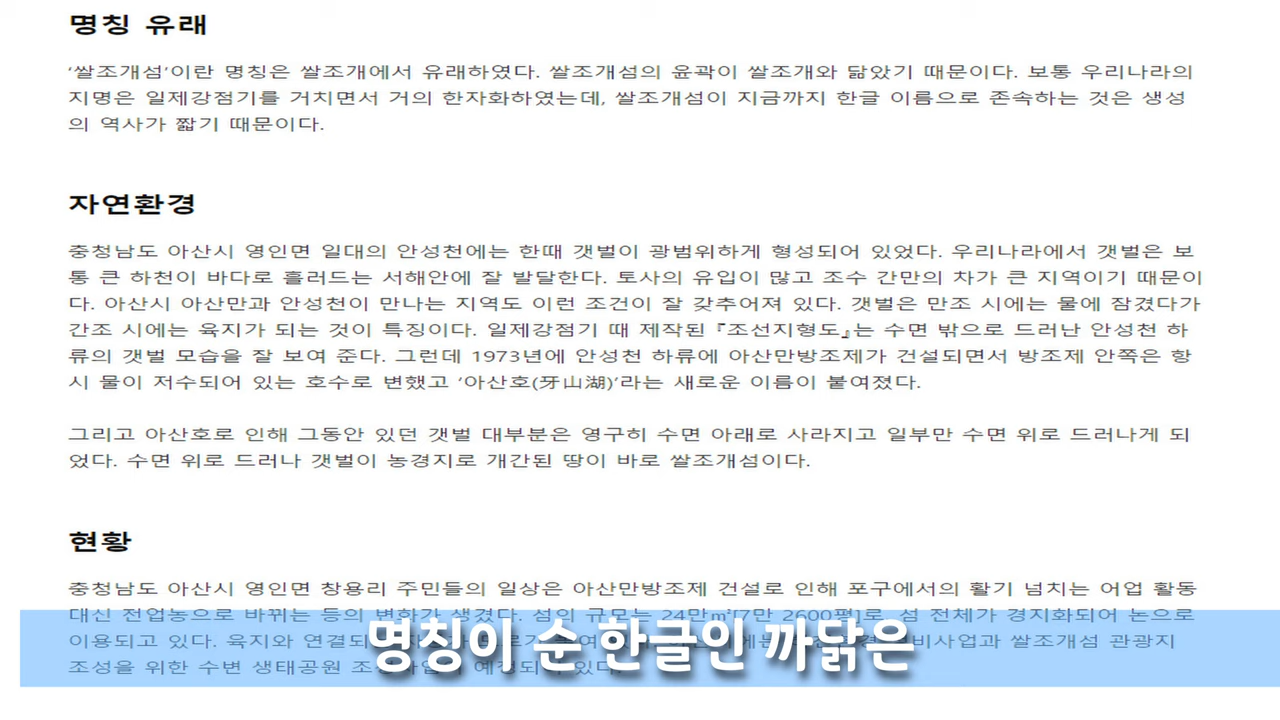 명칭 유래
'쌀조개섬'이란 명칭은 쌀조개에서 유래하였다. 쌀조개섬의 윤곽이 쌀조개와 닮았기 때문이다. 보통 우리나라의
지명은 일제강점기를 거치면서 거의 한자화하였는데, 쌀조개섬이 지금까지 한글 이름으로 존속하는 것은 생성
의 역사가 짧기 때문이다.
자연환경
충청남도 아산시 영인면 일대의 안성천에는 한때 갯벌이 광범위하게 형성되어 있었다. 우리나라에서 갯벌은 보
통 큰 하천이 바다로 흘러드는 서해안에 잘 발달한다. 토사의 유입이 많고 조수 간만의 차가 큰 지역이기 때문이
다. 아산시 아산만과 안성천이 만나는 지역도 이런 조건이 잘 갖추어져 있다. 갯벌은 만조 시에는 물에 잠겼다가
간조 시에는 육지가 되는 것이 특징이다. 일제강점기 때 제작된 『조선지형도』는 수면 밖으로 드러난 안성천 하
류의 갯벌 모습을 잘 보여 준다. 그런데 1973년에 안성천 하류에 아산만방조제가 건설되면서 방조제 안쪽은 항
시 물이 저수되어 있는 호수로 변했고 '아산호(牙山湖)'라는 새로운 이름이 붙여졌다.
그리고 아산호로 인해 그동안 있던 갯벌 대부분은 영구히 수면 아래로 사라지고 일부만 수면 위로 드러나게 되
었다. 수면 위로 드러나 갯벌이 농경지로 개간된 땅이 바로 쌀조개섬이다.
현황
충청남도 아산시 영인면 창용리 주민들의 일상은 아산만방조제 건설로 인해 포구에서의 활기 넘치는 어업 활동
대신 전업농으로 바뀌는 등의 변화가 생겼다. 섬의 규모는 24만㎡[7만 2600평]로, 섬 전체가 경지화되어 논으로
이용되고 있다. 육지와 연결되 쌀조개섬 관광지
조성을 위한 수변 생태공원 예정되 있다.
명칭이 순 한글인 까닭은